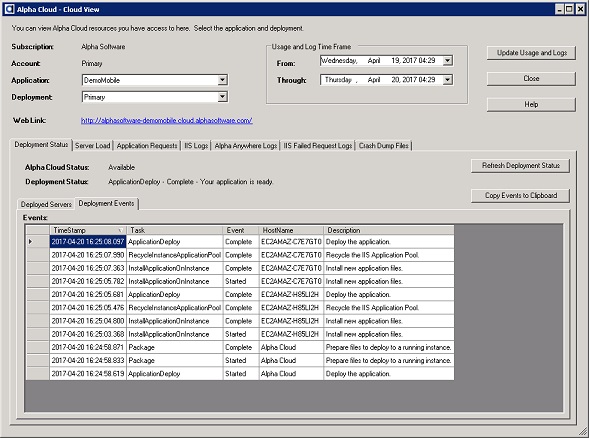 Alpha Cloud - Cloud View
You can view Alpha Cloud resources you have access to here. Select the application and deployment.
Subscription: Alpha Software
Account: Primary
Application: DemoMobile
Deployment: Primary
Web Link: http://alphasoftware-demomobile.cloud.alphasoftware.com/
Usage and Log Time Frame
From: Wednesday, April 19, 2017 04:29
Through: Thursday , April 20, 2017 04:29
Update Usage and Logs
Close
Help
Deployment Status Server Load Application Requests IIS Logs Alpha Anywhere Logs IIS Failed Request Logs Crash Dump Files
Alpha Cloud Status: Available
Deployment Status: ApplicationDeploy - Complete - Your application is ready.
Refresh Deployment Status
Copy Events to Clipboard
Deployed Servers Deployment Events
Events:
TimeStamp Task Event HostName Description
2017-04-20 16:25:08.097 ApplicationDeploy Complete EC2AMAZ-C7E7GT0 Deploy the application.
2017-04-20 16:25:07.990 RecycleInstanceApplicationPool Complete EC2AMAZ-C7E7GT0 Recycle the IIS Application Pool.
2017-04-20 16:25:07.363 InstallApplicationOnInstance Complete EC2AMAZ-C7E7GT0 Install new application files.
2017-04-20 16:25:05.782 InstallApplicationOnInstance Started EC2AMAZ-C7E7GT0 Install new application files.
2017-04-20 16:25:05.681 ApplicationDeploy Complete EC2AMAZ-H85LI2H Deploy the application.
2017-04-20 16:25:05.476 RecycleInstanceApplicationPool Complete EC2AMAZ-H85LI2H Recycle the IIS Application Pool.
2017-04-20 16:25:04.800 InstallApplicationOnInstance Complete EC2AMAZ-H85LI2H Install new application files.
2017-04-20 16:25:03.368 InstallApplicationOnInstance Started EC2AMAZ-H85LI2H Install new application files.
2017-04-20 16:24:58.871 Package Complete Alpha Cloud Prepare files to deploy to a running instance.
2017-04-20 16:24:58.833 Package Started Alpha Cloud Prepare files to deploy to a running instance.
2017-04-20 16:24:58.619 ApplicationDeploy Started Alpha Cloud Deploy the application.